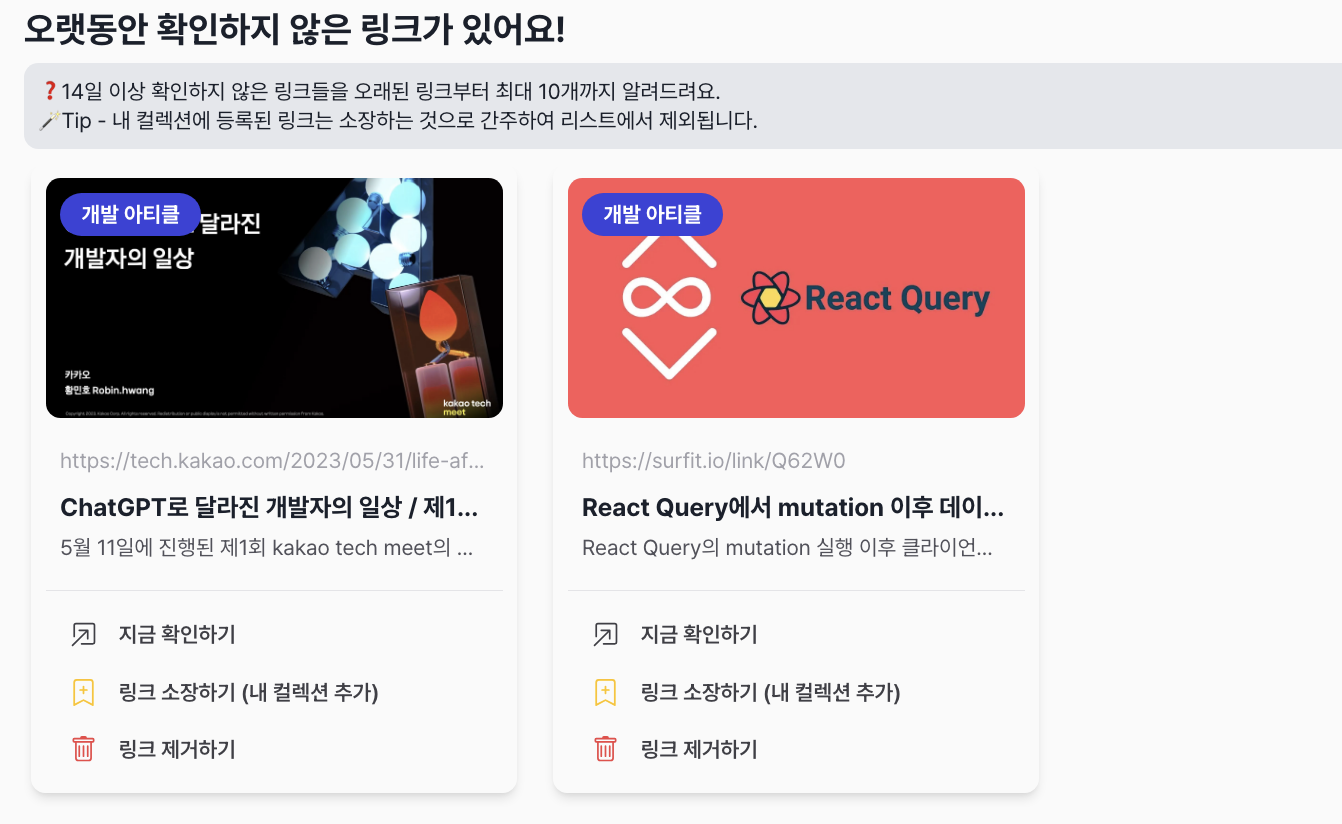 오랫동안 확인하지 않은 링크가 있어요!
❓14일 이상 확인하지 않은 링크들을 오래된 링크부터 최대 10개까지 알려드려요.
🪄Tip - 내 컬렉션에 등록된 링크는 소장하는 것으로 간주하여 리스트에서 제외됩니다.
개발 아티클
달라진
개발자의 일상
카카오
황민호 Robin.hwang
kakao tech
meet
https://tech.kakao.com/2023/05/31/life-af...
ChatGPT로 달라진 개발자의 일상 / 제1...
5월 11일에 진행된 제1회 kakao tech meet의 ...
지금 확인하기
링크 소장하기 (내 컬렉션 추가)
링크 제거하기
개발 아티클
React Query
https://surfit.io/link/Q62W0
React Query에서 mutation 이후 데이...
React Query의 mutation 실행 이후 클라이언...
지금 확인하기
링크 소장하기 (내 컬렉션 추가)
링크 제거하기